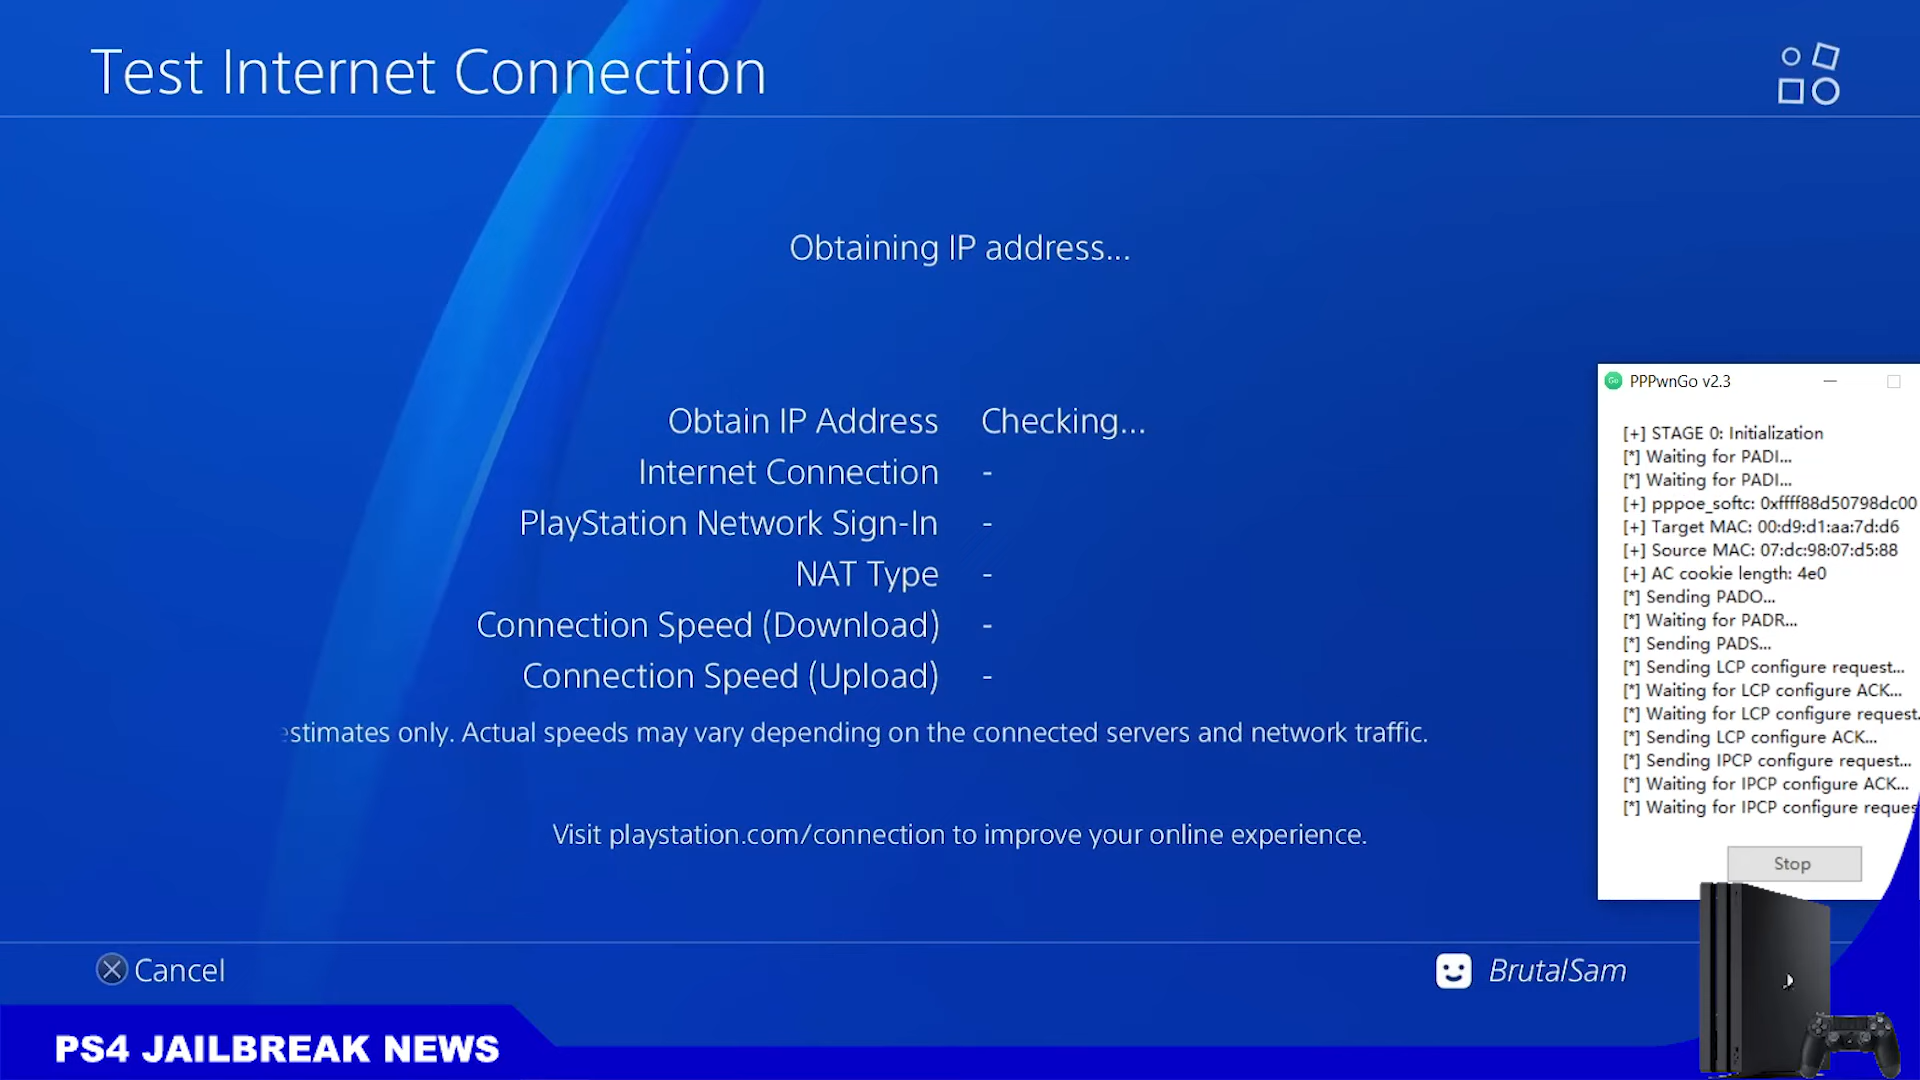 Test Internet Connection
Obtaining IP address...
Obtain IP Address Checking...
Internet Connection -
PlayStation Network Sign-In -
NAT Type -
Connection Speed (Download) -
Connection Speed (Upload) -
estimates only. Actual speeds may vary depending on the connected servers and network traffic.
Visit playstation.com/connection to improve your online experience.
Cancel
BrutalSam
PPPwnGo v2.3
[+] STAGE 0: Initialization
[*] Waiting for PADI...
[*] Waiting for PADI...
[+] pppoe_softc: 0xffff88d50798dc00
[+] Target MAC: 00:d9:d1:aa:7d:d6
[+] Source MAC: 07:dc:98:07:d5:88
[+] AC cookie length: 4e0
[*] Sending PADO...
[*] Waiting for PADR...
[*] Sending PADS...
[*] Sending LCP configure request...
[*] Waiting for LCP configure ACK...
[*] Waiting for LCP configure request.
[*] Sending LCP configure ACK...
[*] Sending IPCP configure request...
[*] Waiting for IPCP configure ACK...
[*] Waiting for IPCP configure reques
Stop
PS4 JAILBREAK NEWS